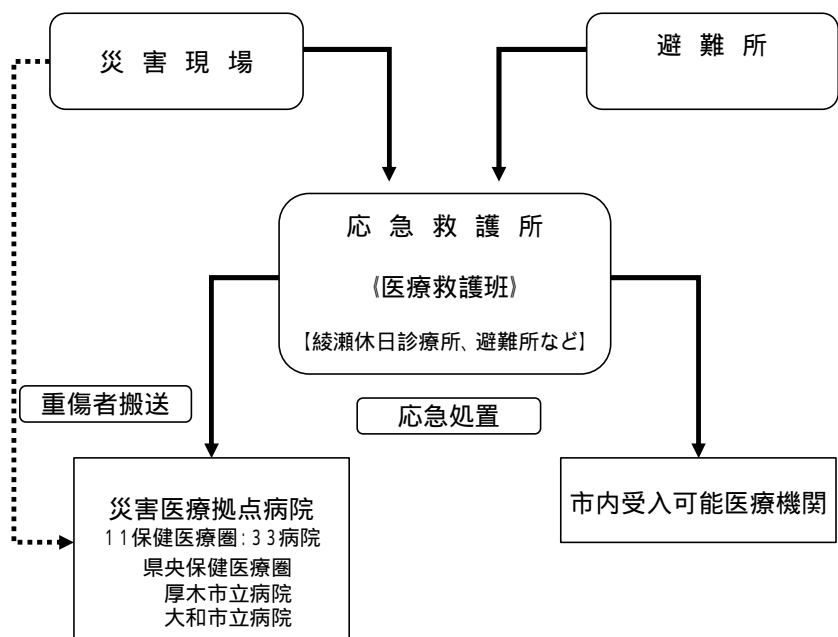 災害現場
避難所
応急救護所
《医療救護班》
【綾瀬休日診療所、避難所など】
重傷者搬送
応急処置
災害医療拠点病院
11保健医療圏:33病院
県央保健医療圏
厚木市立病院
大和市立病院
市内受入可能医療機関